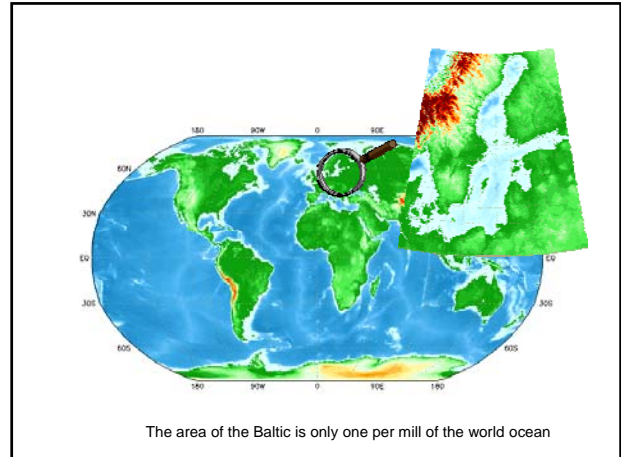 180 90W 0 90E
60N
30N
EQ
30S 30S
60S 60S
180 90W 0 90E 180
The area of the Baltic is only one per mill of the world ocean